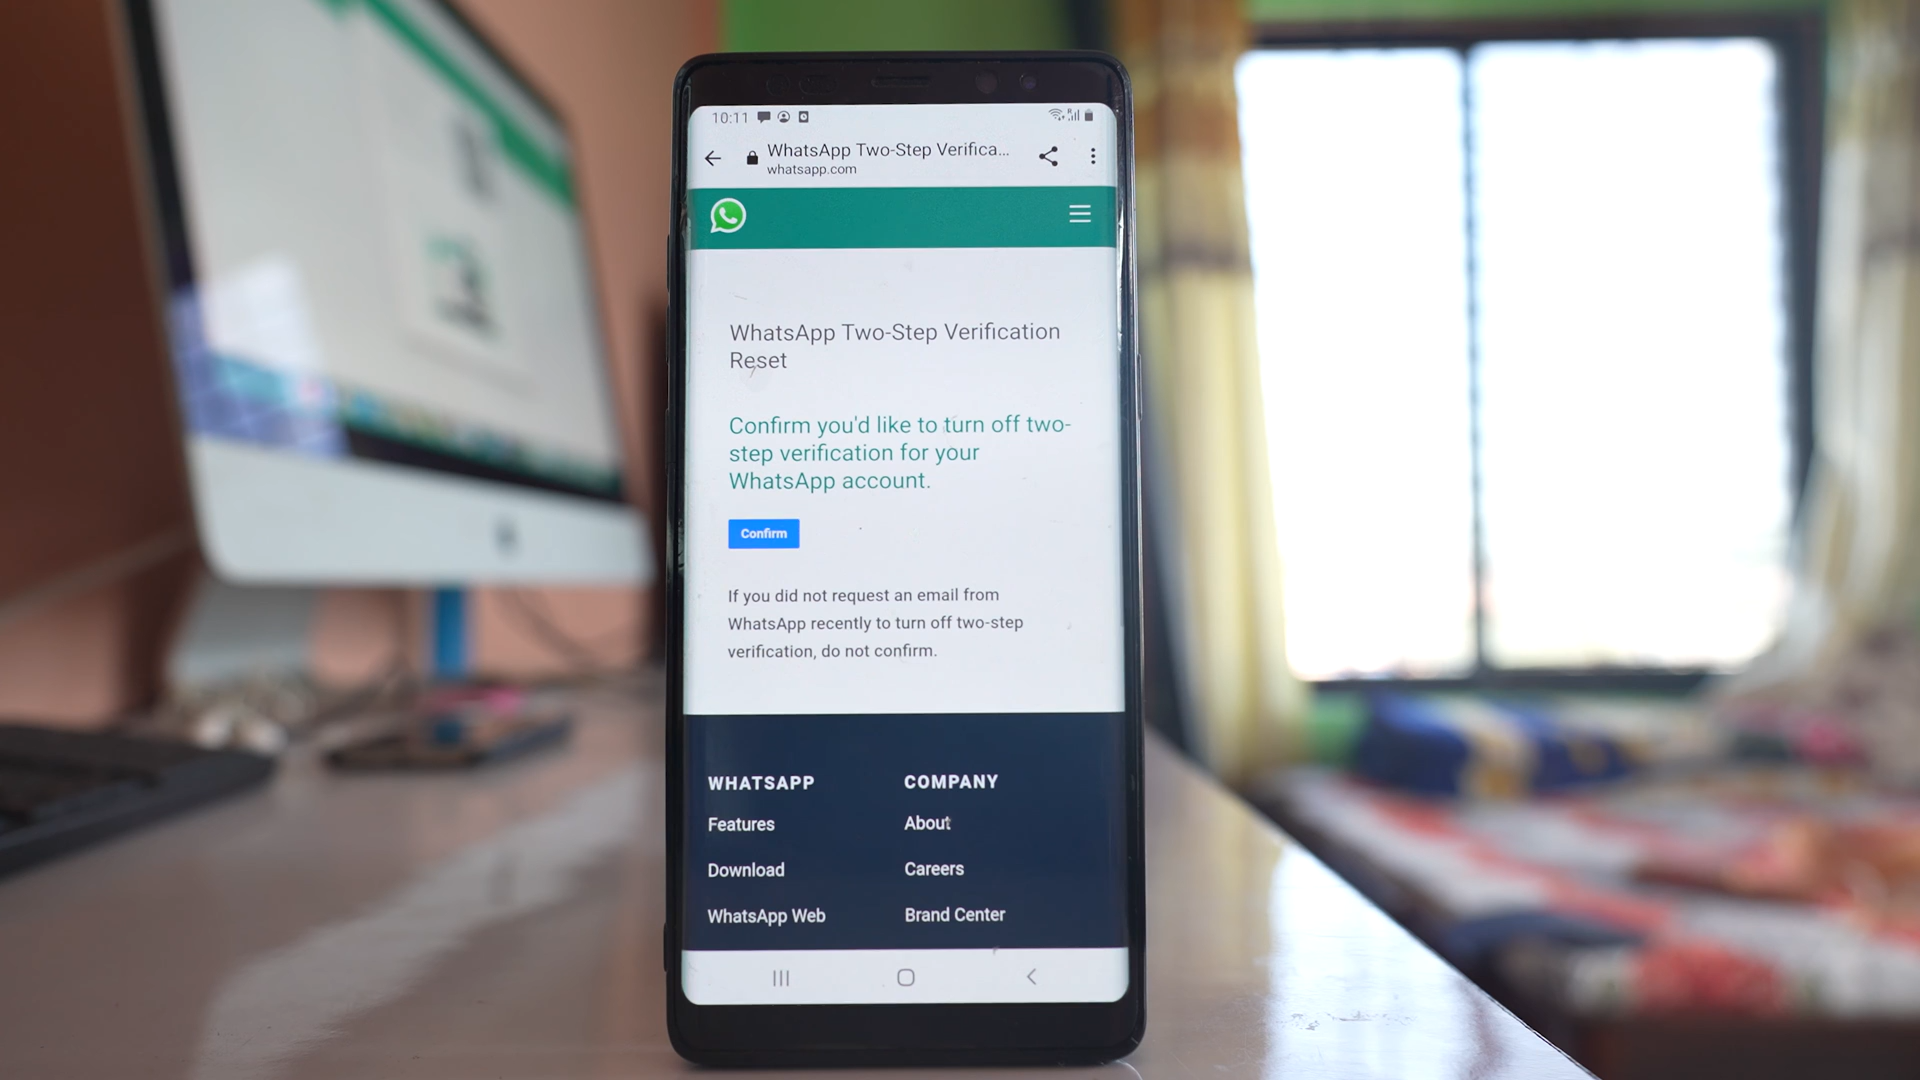 10:11
WhatsApp Two-Step Verifica...
whatsapp.com
WhatsApp Two-Step Verification
Reset
Confirm you'd like to turn off two-
step verification for your
WhatsApp account.
Confirm
If you did not request an email from
WhatsApp recently to turn off two-step
verification, do not confirm.
WHATSAPP
COMPANY
Features
About
Download
Careers
WhatsApp Web
Brand Center